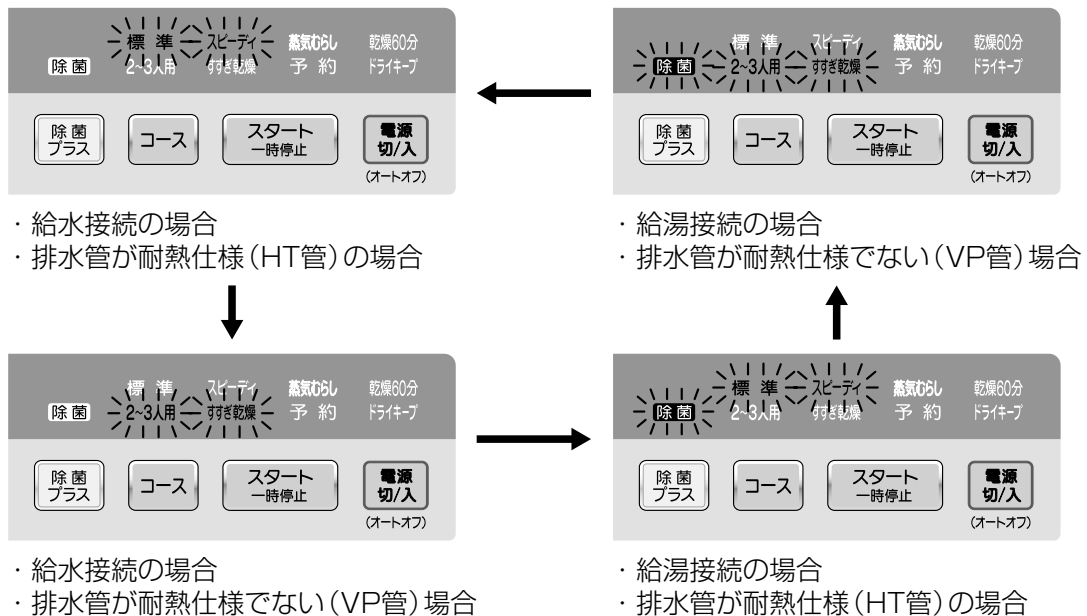 標 準 スピーディ 蒸気むらし 乾燥60分
除菌 2~3人用 すすぎ乾燥 予 約 ドライキープ
除菌
プラス
コース
スタート
一時停止
電源
切/入
(オートオフ)
・給水接続の場合
・排水管が耐熱仕様(HT管)の場合
標 準 スピーディ 蒸気むらし 乾燥60分
除菌 2~3人用 すすぎ乾燥 予 約 ドライキープ
除菌
プラス
コース
スタート
一時停止
電源
切/入
(オートオフ)
・給湯接続の場合
・排水管が耐熱仕様でない(VP管)場合
標 準 スピーディ 蒸気むらし 乾燥60分
除菌 2~3人用 すすぎ乾燥 予 約 ドライキープ
除菌
プラス
コース
スタート
一時停止
電源
切/入
(オートオフ)
・給水接続の場合
・排水管が耐熱仕様でない(VP管)場合
標 準 スピーディ 蒸気むらし 乾燥60分
除菌 2~3人用 すすぎ乾燥 予 約 ドライキープ
除菌
プラス
コース
スタート
一時停止
電源
切/入
(オートオフ)
・給湯接続の場合
・排水管が耐熱仕様(HT管)の場合